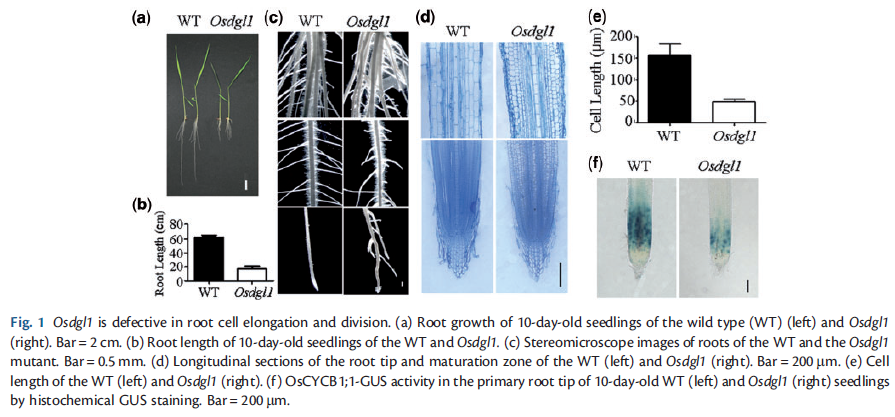 (a)
WT Osdgl1
(b)
80
60
40
20
0
Root Length (cm)
WT Osdgl1
(c)
WT Osdgl1
(d)
WT Osdgl1
(e)
200
150
100
50
0
Cell Length (μm)
WT Osdgl1
(f)
WT Osdgl1
Fig. 1 Osdgl1 is defective in root cell elongation and division. (a) Root growth of 10-day-old seedlings of the wild type (WT) (left) and Osdgl1
(right). Bar = 2 cm. (b) Root length of 10-day-old seedlings of the WT and Osdgl1. (c) Stereomicroscope images of roots of the WT and the Osdgl1
mutant. Bar = 0.5 mm. (d) Longitudinal sections of the root tip and maturation zone of the WT (left) and Osdgl1 (right). Bar = 200 μm. (e) Cell
length of the WT (left) and Osdgl1 (right). (f) OsCYCB1;1-GUS activity in the primary root tip of 10-day-old WT (left) and Osdgl1 (right) seedlings
by histochemical GUS staining. Bar = 200 μm.